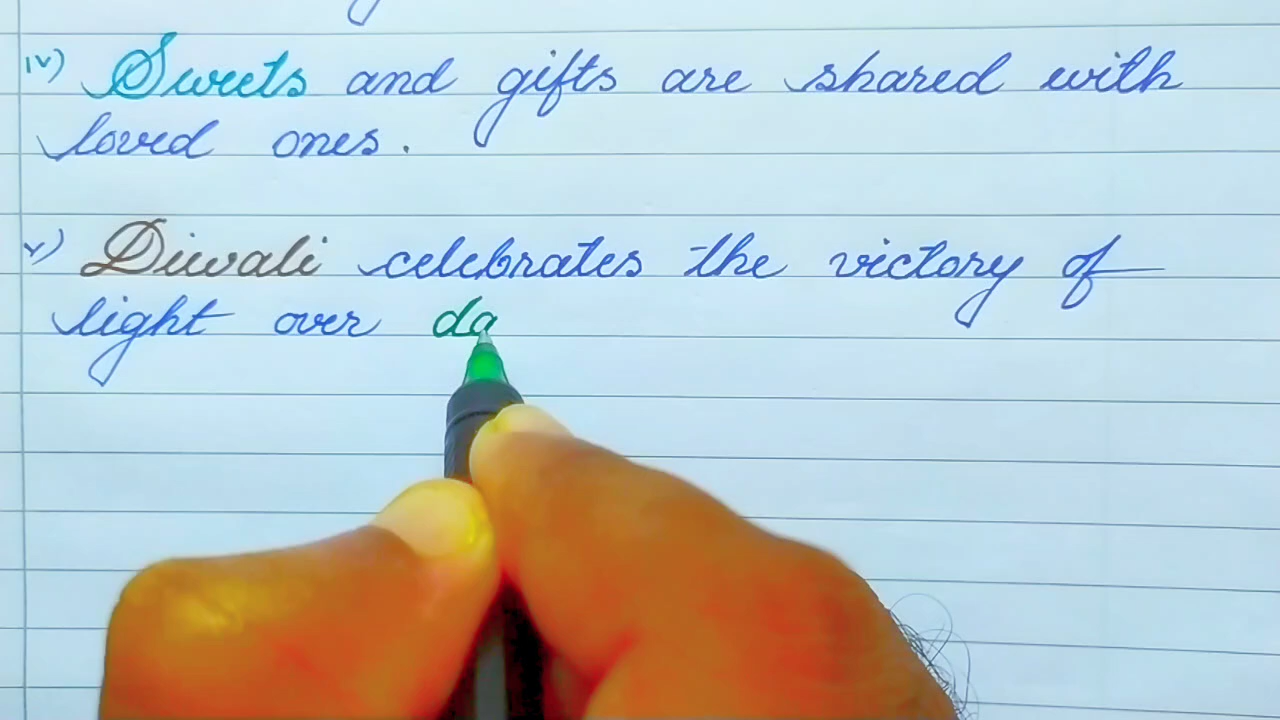 iv) Sweets and gifts are shared with
loved ones.
v) Diwali celebrates the victory of
light over da